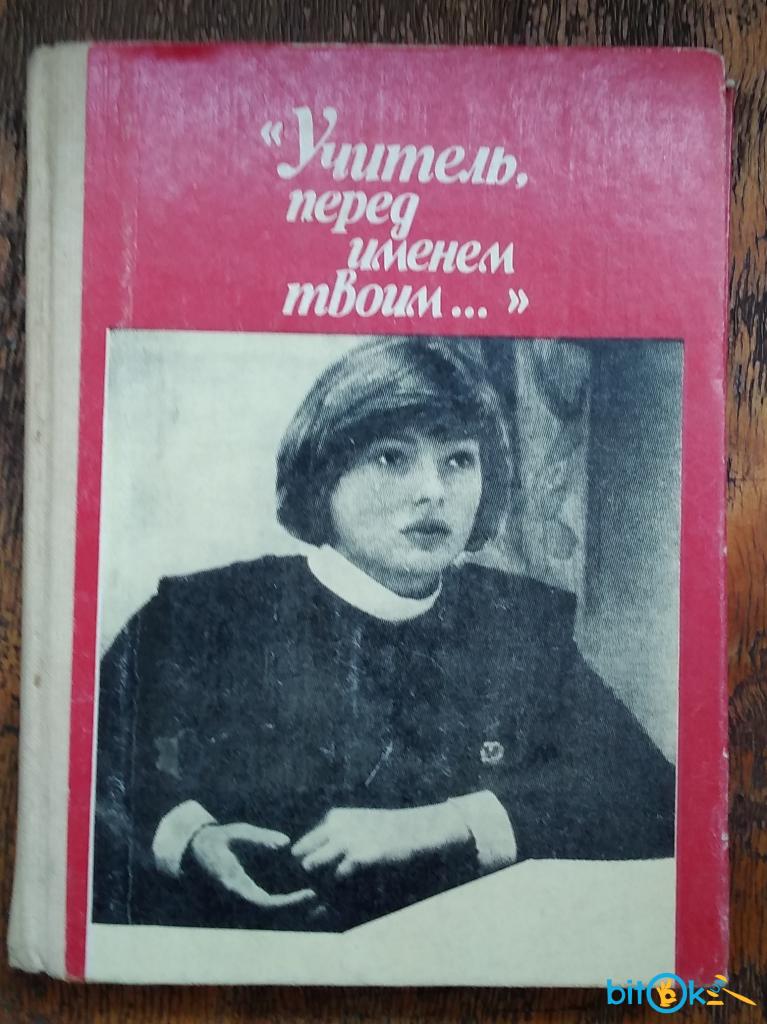 «Учитель,
перед
именем
твоим... »
bitOk